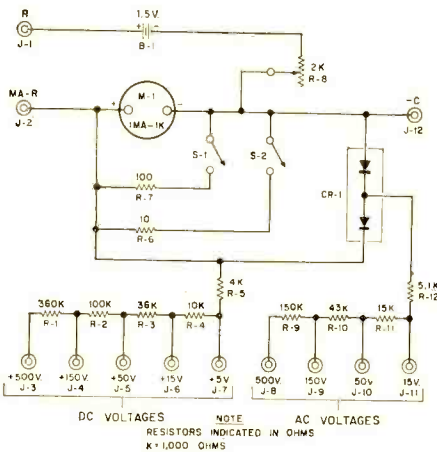 R
J-1
1.5V.
+ -
B-1
2K
R-8
MA-R
J-2
+ M-1 -
1MA-1K
-C
J-12
S-1
S-2
CR-1
100
R-7
10
R-6
4K
R-5
5.1K
R-12
360K
R-1
100K
R-2
36K
R-3
10K
R-4
150K
R-9
43K
R-10
15K
R-11
+500V.
J-3
+150V.
J-4
+50V
J-5
+15V
J-6
+5V
J-7
500V.
J-8
150V
J-9
50V
J-10
15V.
J-11
DC VOLTAGES
AC VOLTAGES
NOTE
RESISTORS INDICATED IN OHMS
K=1,000 OHMS